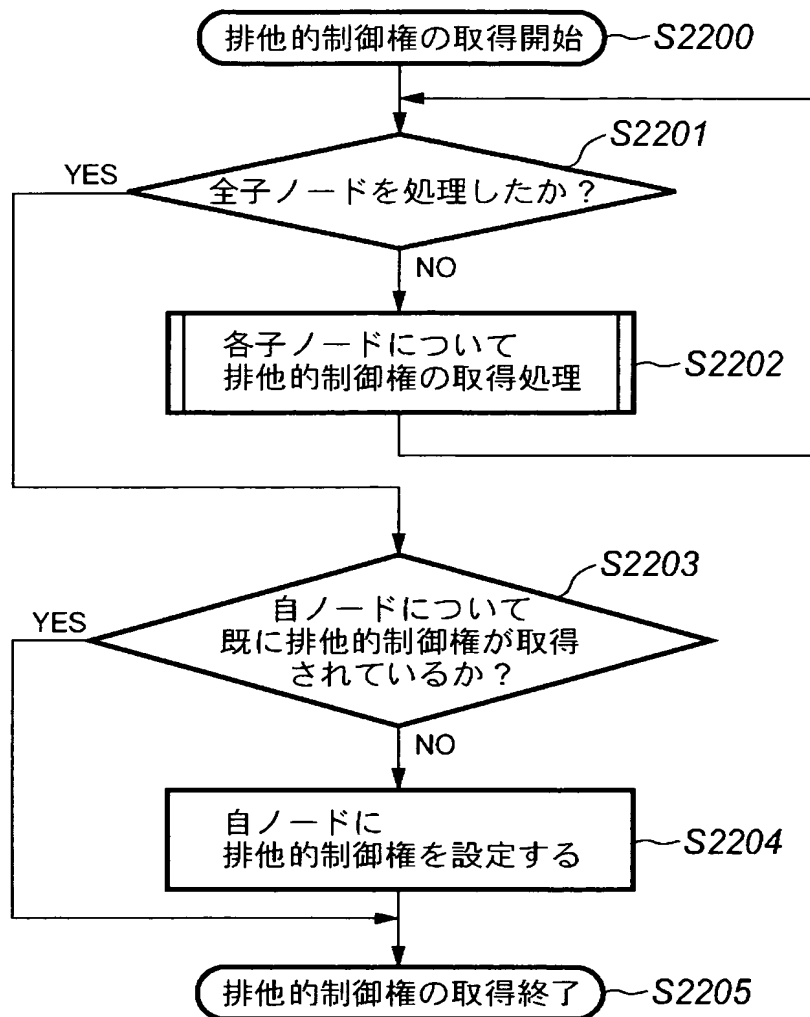 排他的制御権の取得開始
S2200
S2201
YES
全子ノードを処理したか？
NO
各子ノードについて
排他的制御権の取得処理
S2202
S2203
YES
自ノードについて
既に排他的制御権が取得
されているか？
NO
自ノードに
排他的制御権を設定する
S2204
排他的制御権の取得終了
S2205